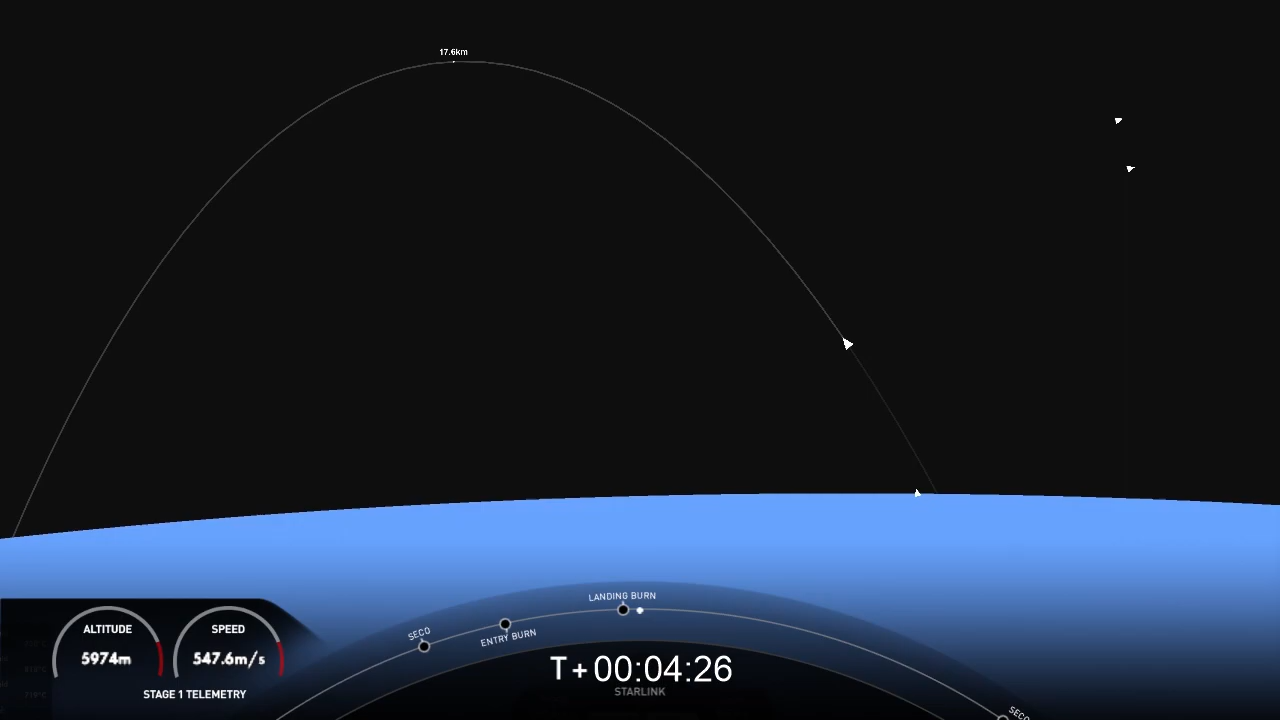 17.6km
LANDING BURN
SECO
ENTRY BURN
ALTITUDE
5974m
SPEED
547.6m/s
STAGE 1 TELEMETRY
T+00:04:26
STARLINK
SECO